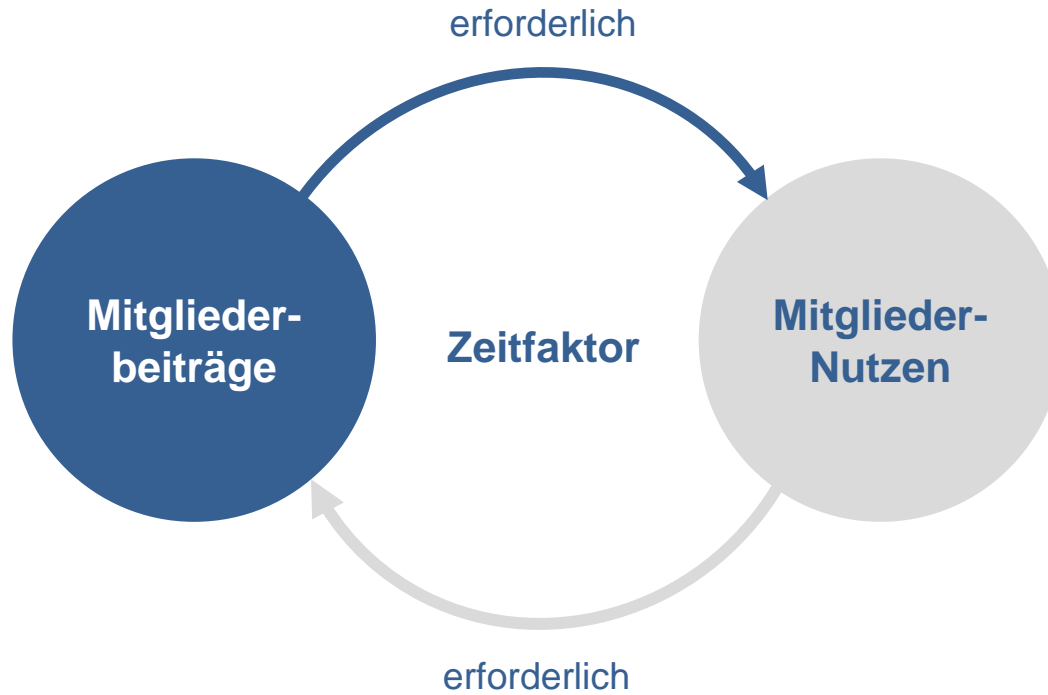 erforderlich
Mitglieder-
beiträge
Zeitfaktor
Mitglieder-
Nutzen
erforderlich